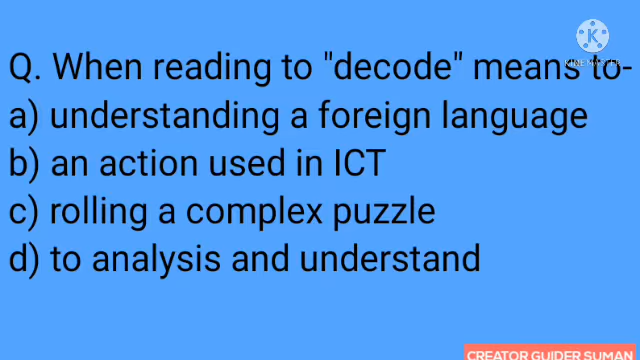 Q. When reading to "decode" means to-
a) understanding a foreign language
b) an action used in ICT
c) rolling a complex puzzle
d) to analysis and understand
CREATOR GUIDER SUMAN